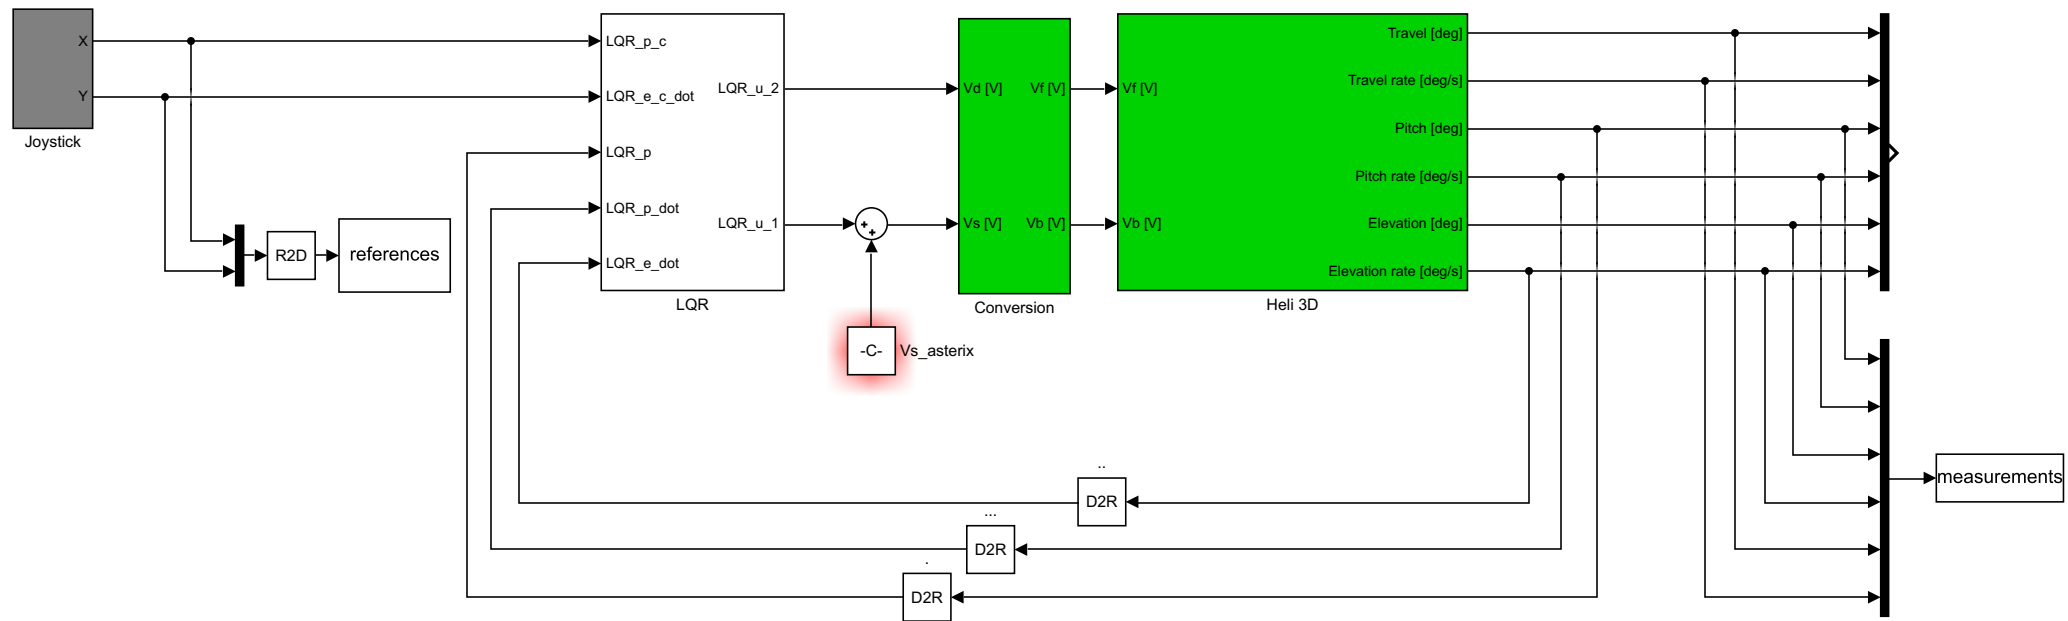 X
Y
Joystick
R2D
references
LQR_p_c
LQR_e_c_dot
LQR_p
LQR_p_dot
LQR_e_dot
LQR_u_2
LQR_u_1
LQR
+
+
-C-
Vs_asterix
Vd [V]
Vf [V]
Vs [V]
Vb [V]
Conversion
Vf [V]
Vb [V]
Travel [deg]
Travel rate [deg/s]
Pitch [deg]
Pitch rate [deg/s]
Elevation [deg]
Elevation rate [deg/s]
Heli 3D
..
D2R
...
D2R
.
D2R
measurements